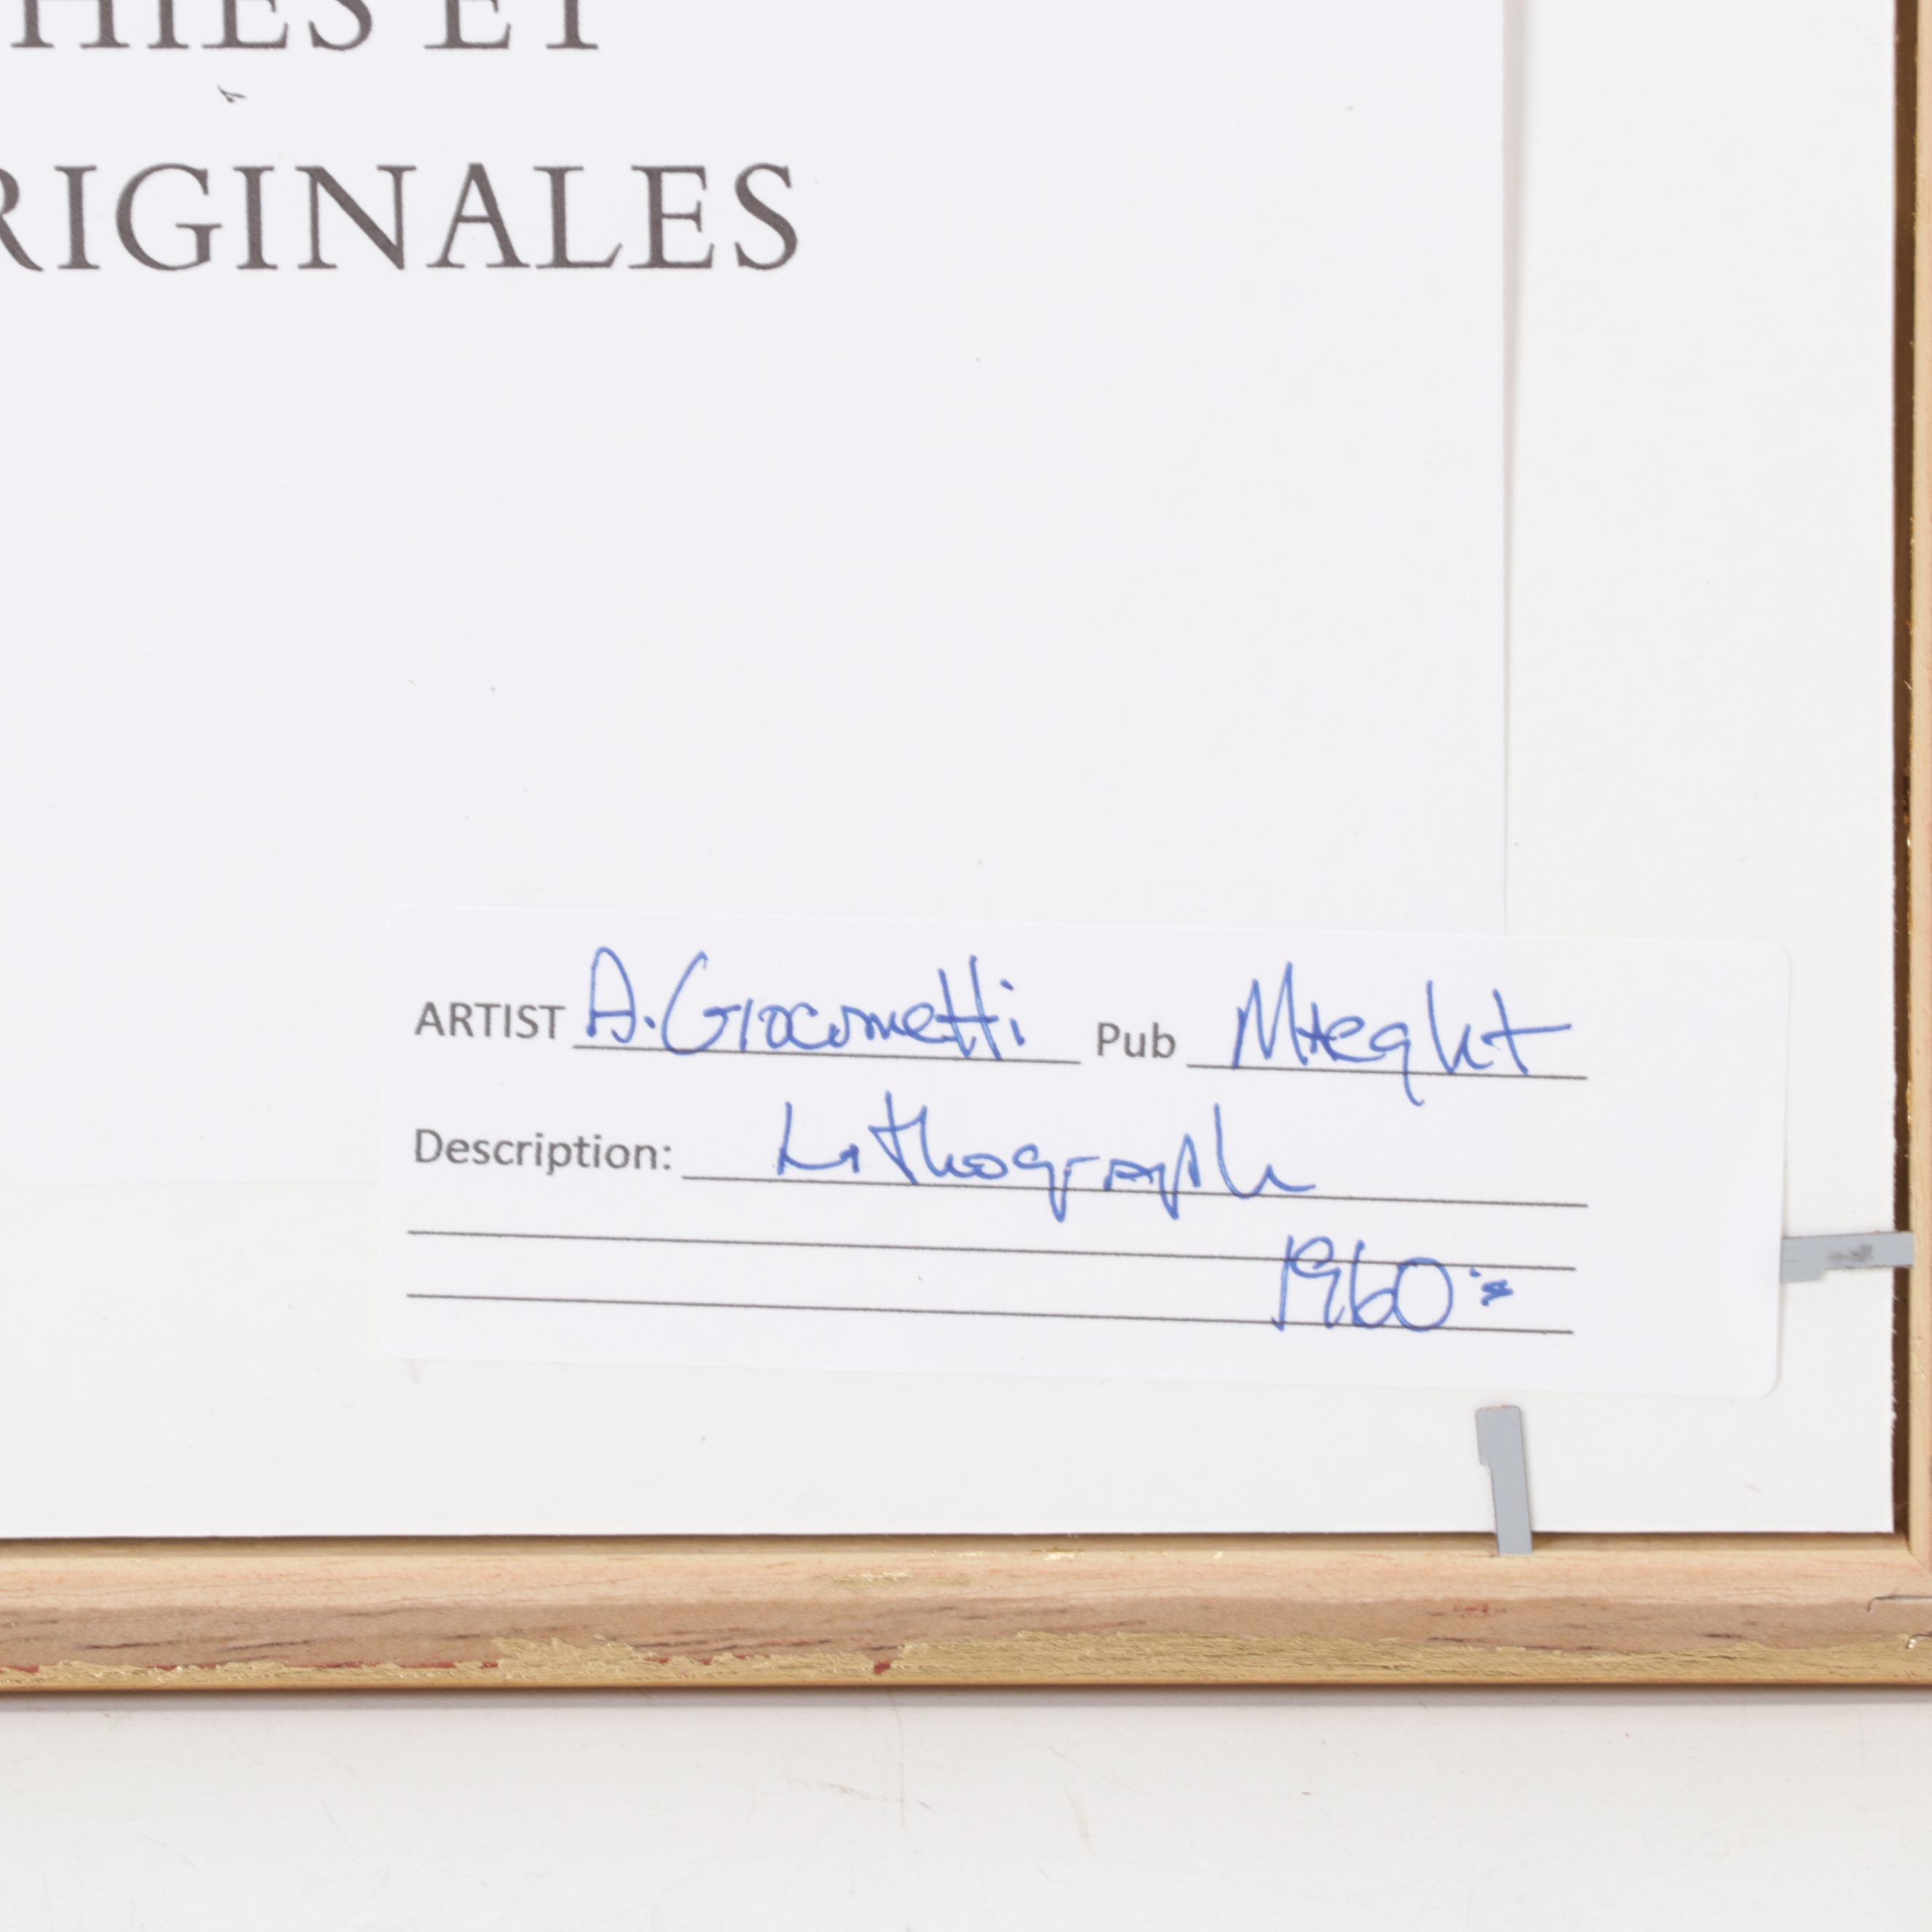 HIES ET
RIGINALES
ARTIST A. Giacometti Pub Maeght
Description: Lithograph
1960's